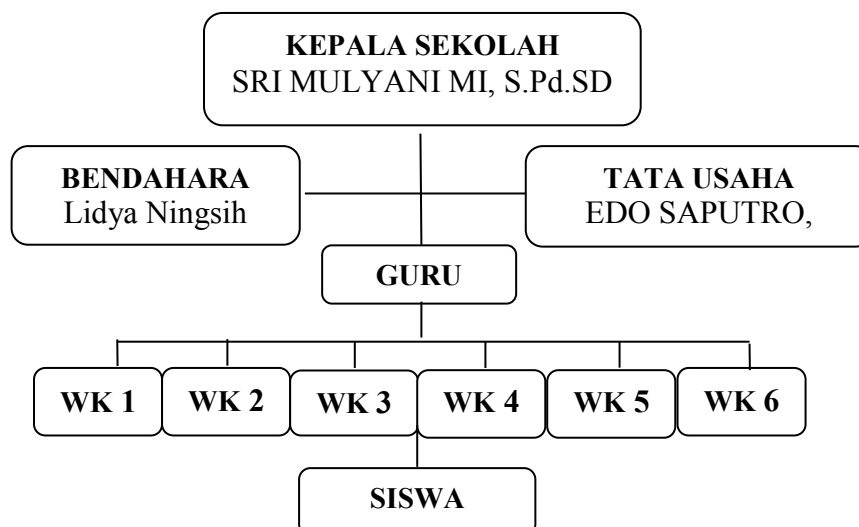 KEPALA SEKOLAH
SRI MULYANI MI, S.Pd.SD
BENDAHARA
Lidya Ningsih
TATA USAHA
EDO SAPUTRO,
GURU
WK 1
WK 2
WK 3
WK 4
WK 5
WK 6
SISWA